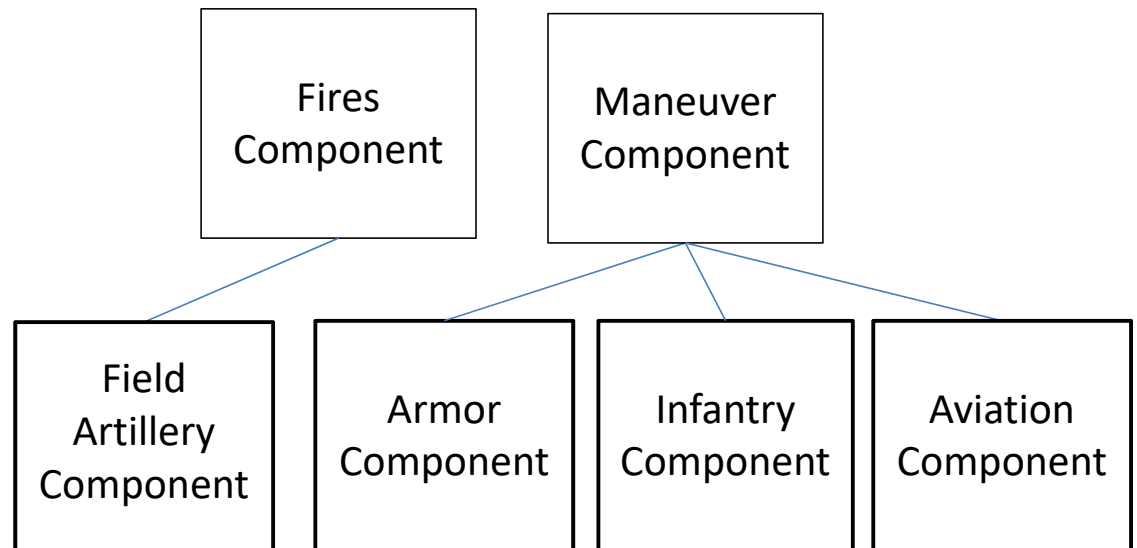 Fires
Component
Maneuver
Component
Field
Artillery
Component
Armor
Component
Infantry
Component
Aviation
Component